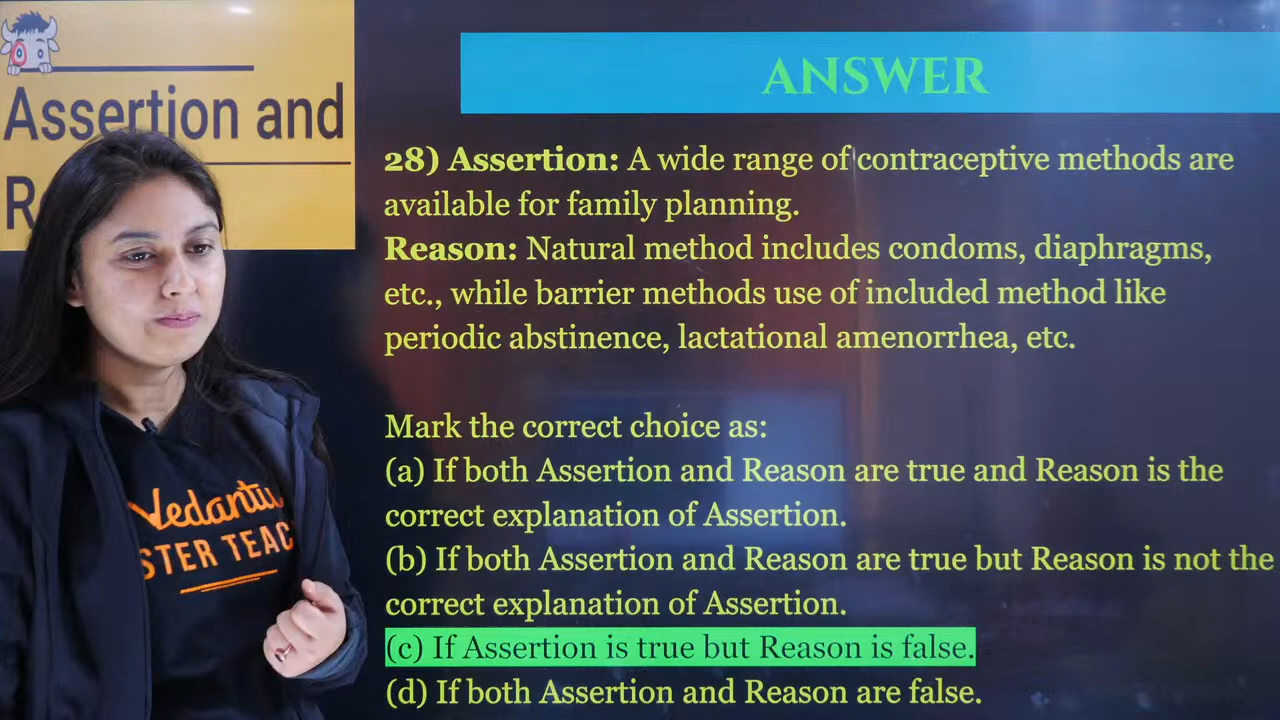 Assertion and
R
ANSWER
28) Assertion: A wide range of contraceptive methods are
available for family planning.
Reason: Natural method includes condoms, diaphragms,
etc., while barrier methods use of included method like
periodic abstinence, lactational amenorrhea, etc.
Mark the correct choice as:
(a) If both Assertion and Reason are true and Reason is the
correct explanation of Assertion.
(b) If both Assertion and Reason are true but Reason is not the
correct explanation of Assertion.
(c) If Assertion is true but Reason is false.
(d) If both Assertion and Reason are false.
Vedantu
STER TEAC